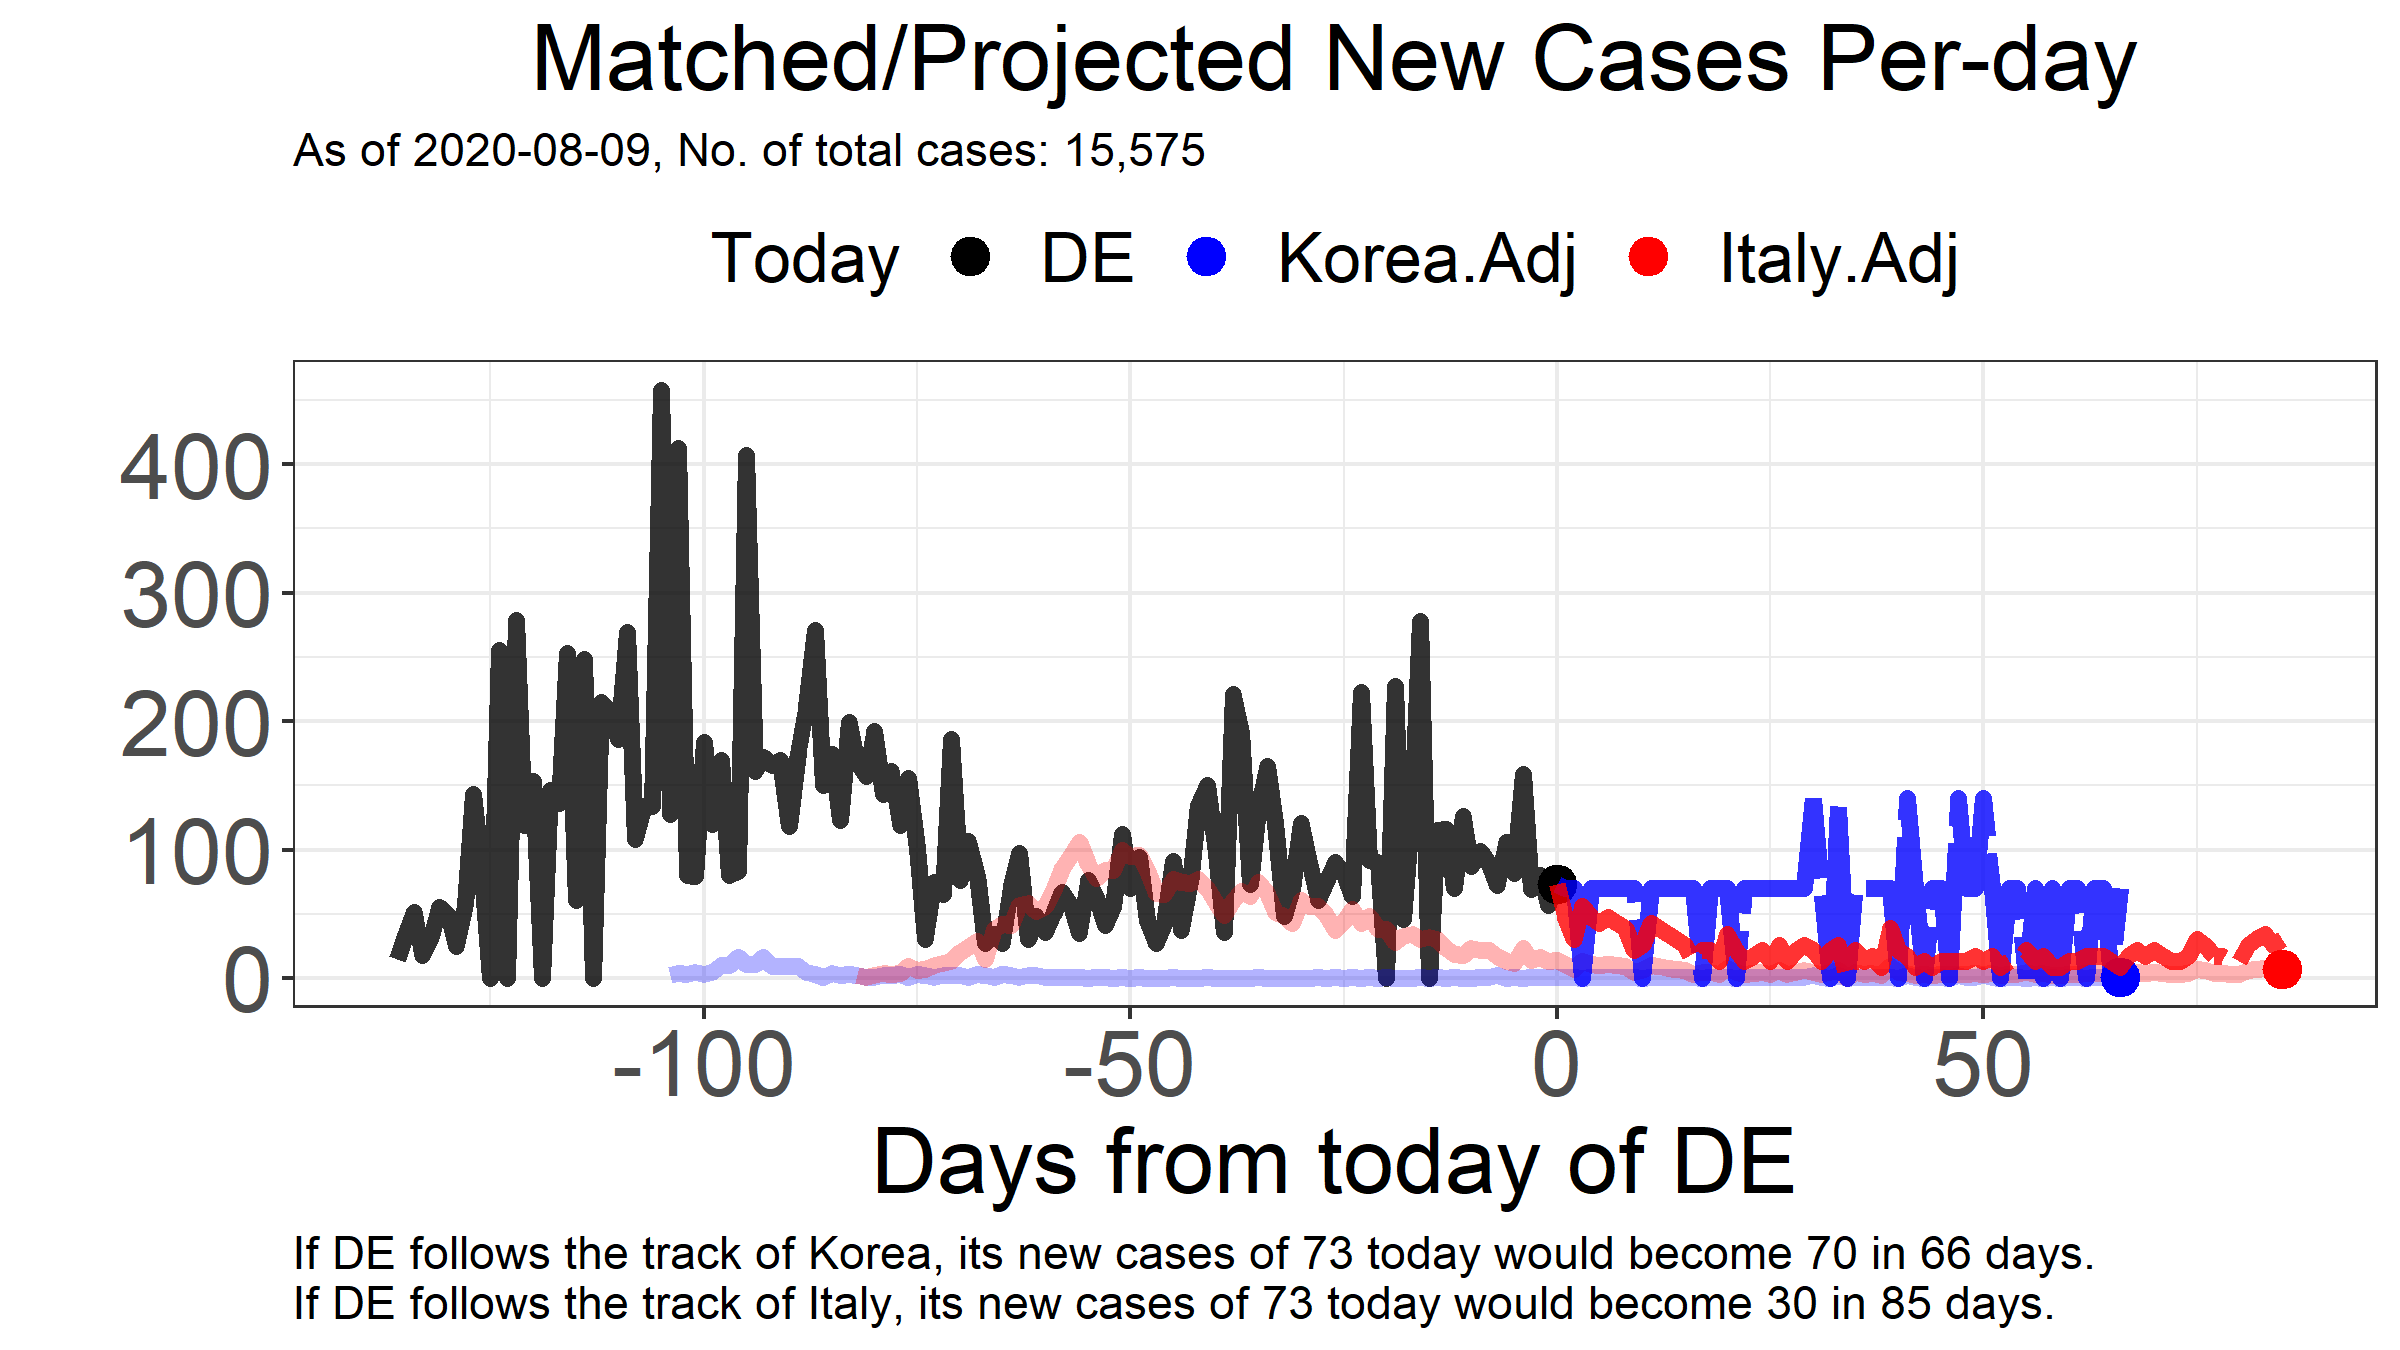 Matched/Projected New Cases Per-day
As of 2020-08-09, No. of total cases: 15,575
Today DE Korea.Adj Italy.Adj
400
300
200
100
0
-100 -50 0 50
Days from today of DE
If DE follows the track of Korea, its new cases of 73 today would become 70 in 66 days.
If DE follows the track of Italy, its new cases of 73 today would become 30 in 85 days.